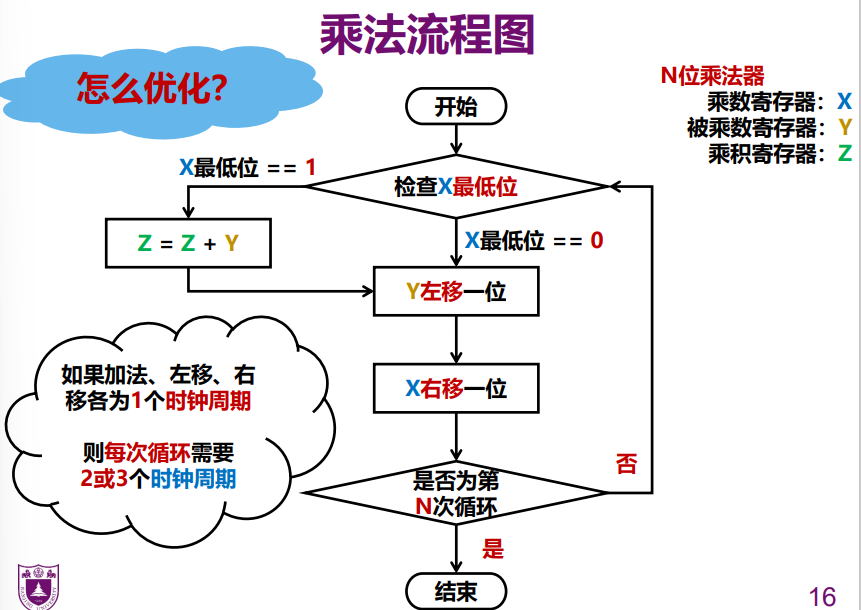 乘法流程图
怎么优化?
N位乘法器
乘数寄存器：X
被乘数寄存器：Y
乘积寄存器：Z
开始
X最低位 == 1
检查X最低位
Z = Z + Y
X最低位 == 0
Y左移一位
如果加法、左移、右
移各为1个时钟周期
则每次循环需要
2或3个时钟周期
X右移一位
是否为第
N次循环
否
是
结束
16